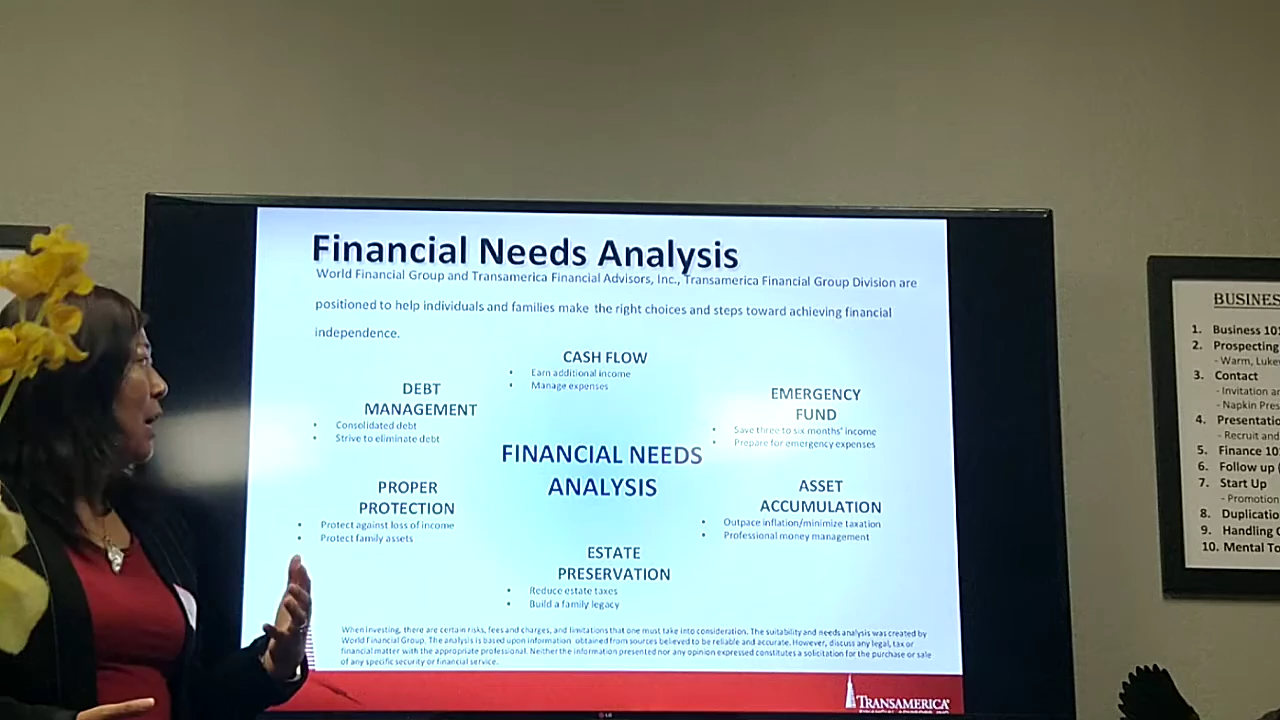 Financial Needs Analysis
World Financial Group and Transamerica Financial Advisors, Inc., Transamerica Financial Group Division are
positioned to help individuals and families make the right choices and steps toward achieving financial
independence.
CASH FLOW
• Earn additional income
• Manage expenses
DEBT
MANAGEMENT
• Consolidated debt
• Strive to eliminate debt
EMERGENCY
FUND
• Save three to six months' income
• Prepare for emergency expenses
FINANCIAL NEEDS
ANALYSIS
PROPER
PROTECTION
• Protect against loss of income
• Protect family assets
ASSET
ACCUMULATION
• Outpace inflation/minimize taxation
• Professional money management
ESTATE
PRESERVATION
• Reduce estate taxes
• Build a family legacy
When investing, there are certain risks, fees and charges, and limitations that one must take into consideration. The suitability and needs analysis was created by
World Financial Group. The analysis is based upon information obtained from sources believed to be reliable and accurate. However, discuss any legal, tax or
financial matter with the appropriate professional. Neither the information presented nor any opinion expressed constitutes a solicitation for the purchase or sale
of any specific security or financial service.
TRANSAMERICA
LG
BUSINES
1. Business 101
2. Prospecting
- Warm, Luke
3. Contact
- Invitation a
- Napkin Pres
4. Presentatio
- Recruit and
5. Finance 10
6. Follow up (
7. Start Up
- Promotion
8. Duplicatio
9. Handling
10. Mental To